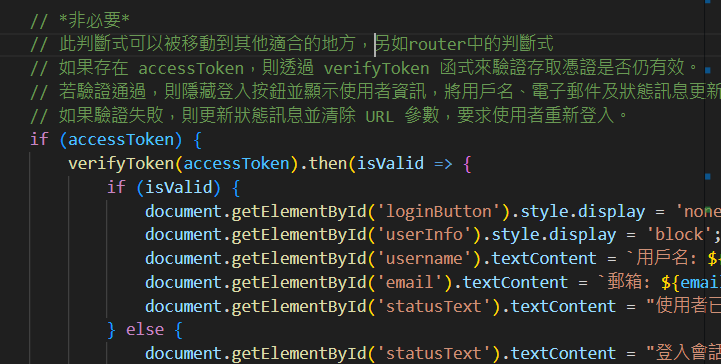 // *非必要*
// 此判斷式可以被移動到其他適合的地方，另如router中的判斷式
// 如果存在 accessToken，則透過 verifyToken 函式來驗證存取憑證是否仍有效。
// 若驗證通過，則隱藏登入按鈕並顯示使用者資訊，將用戶名、電子郵件及狀態訊息更新
// 如果驗證失敗，則更新狀態訊息並清除 URL 參數，要求使用者重新登入。
if (accessToken) {
verifyToken(accessToken).then(isValid => {
if (isValid) {
document.getElementById('loginButton').style.display = 'none
document.getElementById('userInfo').style.display = 'block';
document.getElementById('username').textContent = `用戶名: ${
document.getElementById('email').textContent = `郵箱: ${email
document.getElementById('statusText').textContent = "使用者已
} else {
document.getElementById('statusText').textContent = "登入會話